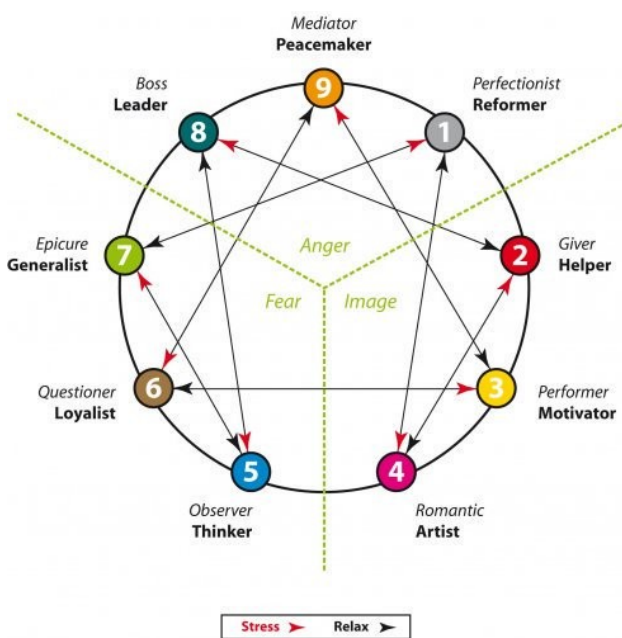 Mediator
Peacemaker
9
Boss
Leader
8
Perfectionist
Reformer
1
Epicure
Generalist
7
Anger
Giver
Helper
2
Fear
Image
Questioner
Loyalist
6
Performer
Motivator
3
5
4
Observer
Thinker
Romantic
Artist
Stress
Relax